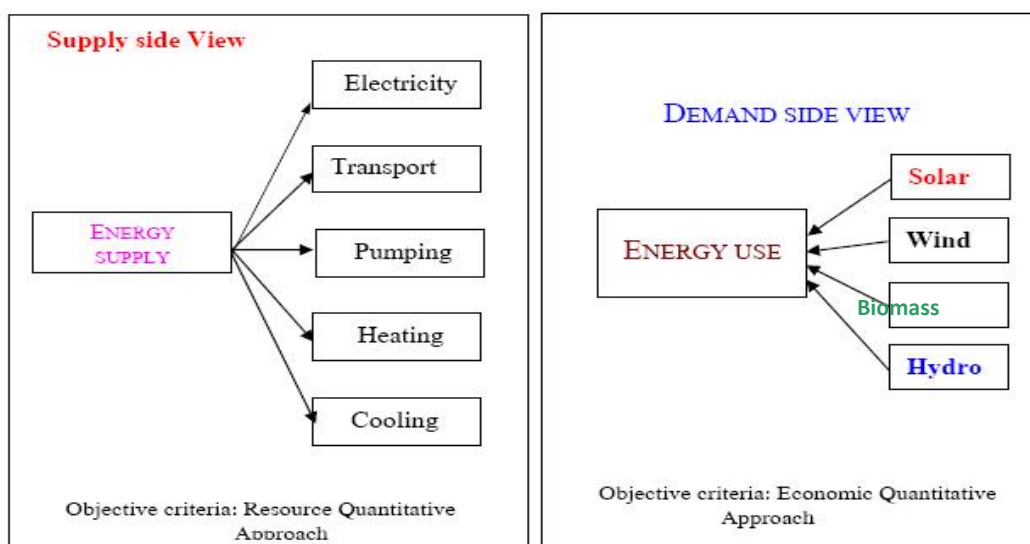 Supply side View
Electricity
Transport
ENERGY
SUPPLY
Pumping
Heating
Cooling
Objective criteria: Resource Quantitative
Approach
DEMAND SIDE VIEW
Solar
ENERGY USE
Wind
Biomass
Hydro
Objective criteria: Economic Quantitative
Approach